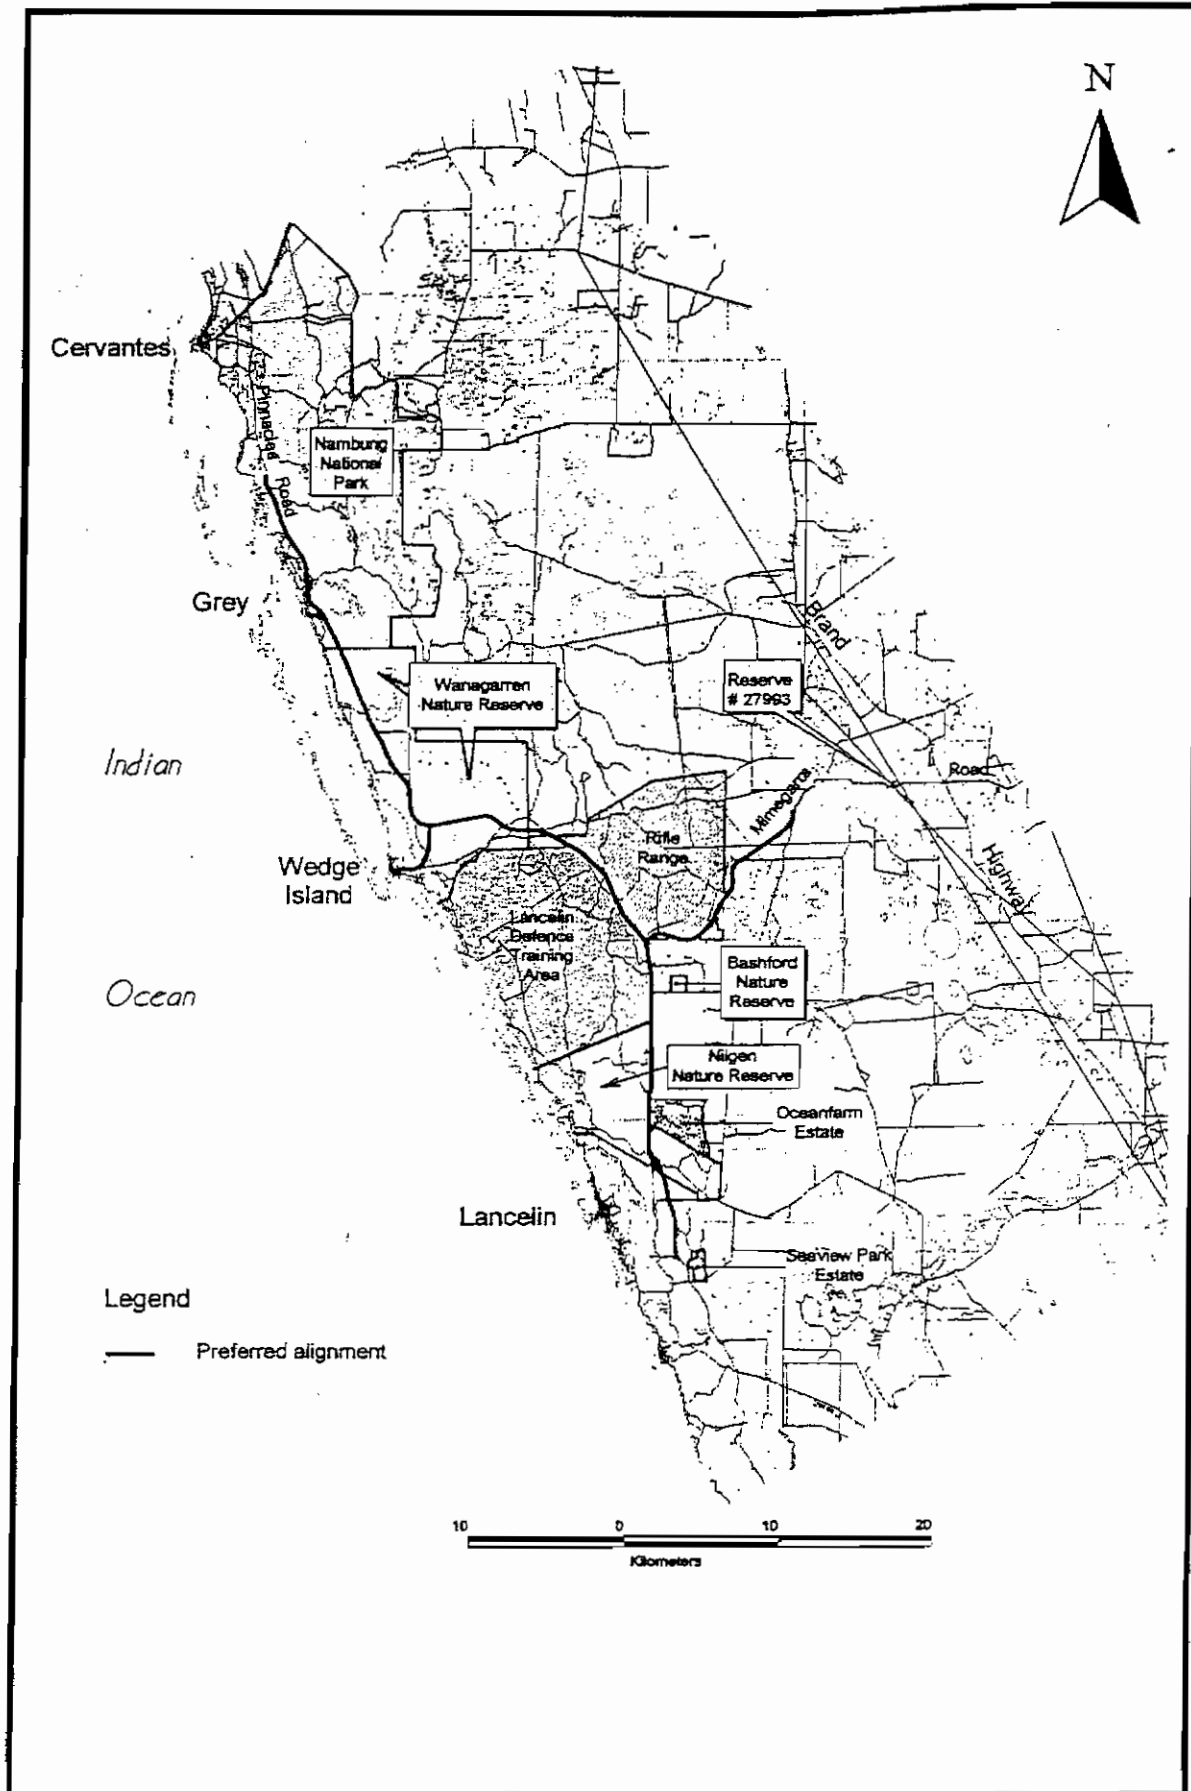 N
Cervantes
Pinnacles
Road
Nambung
National
Park
Grey
Brand
Wanagarren
Nature Reserve
Reserve
# 27993
Indian
Road
Mimegarra
Rifle
Range
Wedge
Island
Highway
Lancelin
Defence
Training
Area
Bashford
Nature
Reserve
Ocean
Nilgen
Nature Reserve
Oceanfarm
Estate
Lancelin
Seaview Park
Estate
Legend
Preferred alignment
10 0 10 20
Kilometers